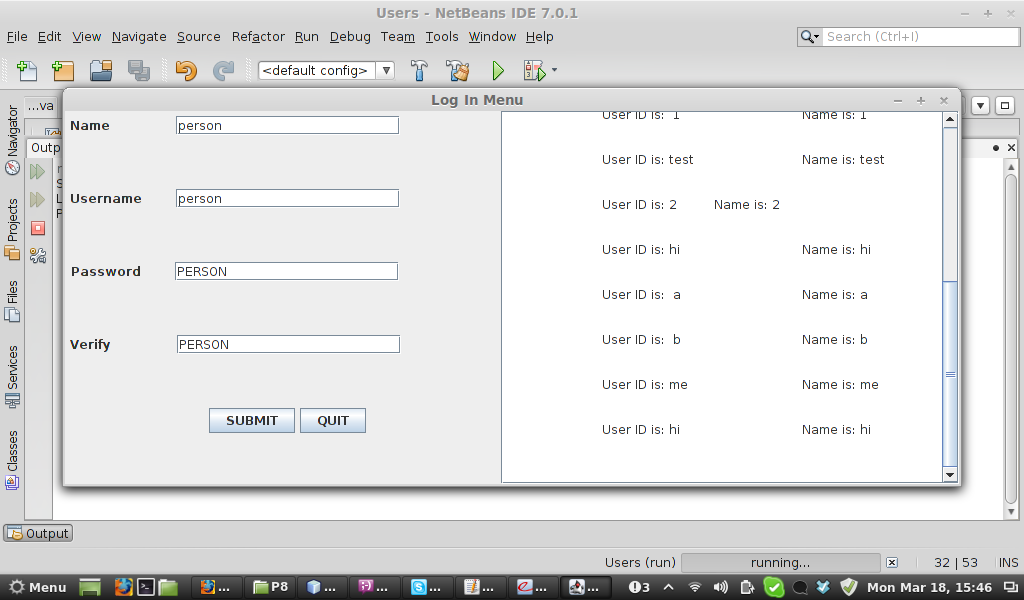 Users - NetBeans IDE 7.0.1
File Edit View Navigate Source Refactor Run Debug Team Tools Window Help
Search (Ctrl+I)
<default config>
...va
Log In Menu
Navigator
Projects
Files
Services
Classes
Outp
Name person
Username person
Password PERSON
Verify PERSON
SUBMIT QUIT
User ID is: 1 Name is: 1
User ID is: test Name is: test
User ID is: 2 Name is: 2
User ID is: hi Name is: hi
User ID is: a Name is: a
User ID is: b Name is: b
User ID is: me Name is: me
User ID is: hi Name is: hi
Output
Users (run) running... 32 | 53 INS
Menu ... P8 ... ... ... ... ... ... 3 Mon Mar 18, 15:46